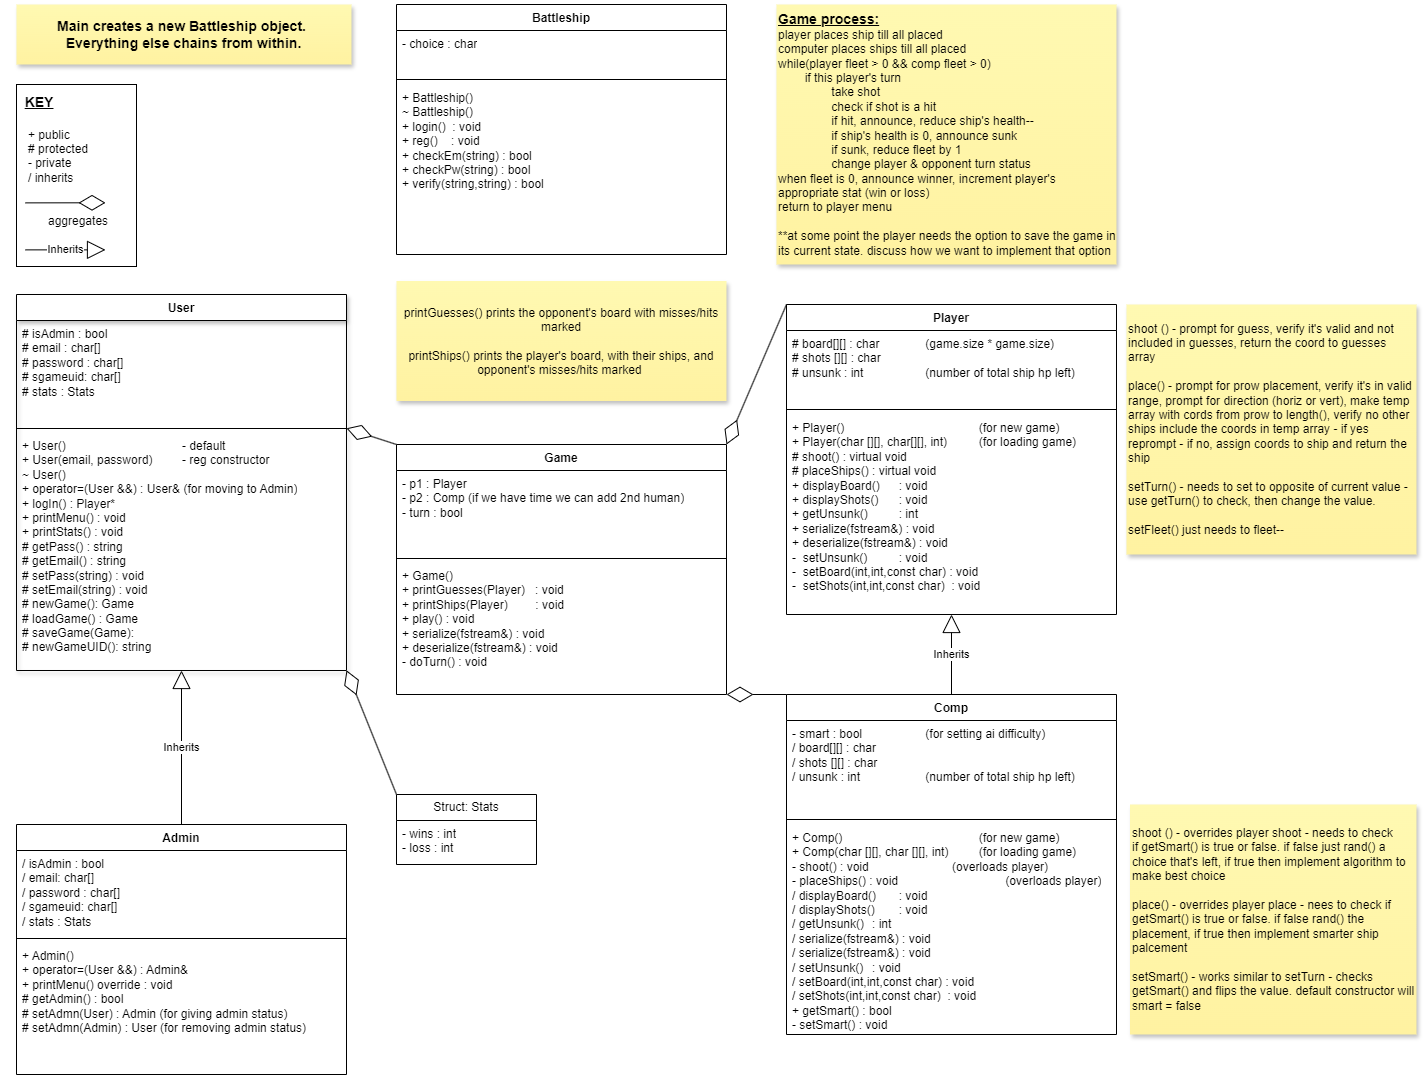 Main creates a new Battleship object.
Everything else chains from within.
KEY
+ public
# protected
- private
/ inherits
aggregates
Inherits
Battleship
- choice : char
+ Battleship()
~ Battleship()
+ login() : void
+ reg() : void
+ checkEm(string) : bool
+ checkPw(string) : bool
+ verify(string,string) : bool
Game process:
player places ship till all placed
computer places ships till all placed
while(player fleet > 0 && comp fleet > 0)
if this player's turn
take shot
check if shot is a hit
if hit, announce, reduce ship's health--
if ship's health is 0, announce sunk
if sunk, reduce fleet by 1
change player & opponent turn status
when fleet is 0, announce winner, increment player's
appropriate stat (win or loss)
return to player menu
**at some point the player needs the option to save the game in
its current state. discuss how we want to implement that option
User
# isAdmin : bool
# email : char[]
# password : char[]
# sgameuid: char[]
# stats : Stats
+ User() - default
+ User(email, password) - reg constructor
~ User()
+ operator=(User &&) : User& (for moving to Admin)
+ logIn() : Player*
+ printMenu() : void
+ printStats() : void
# getPass() : string
# getEmail() : string
# setPass(string) : void
# setEmail(string) : void
# newGame(): Game
# loadGame() : Game
# saveGame(Game):
# newGameUID(): string
printGuesses() prints the opponent's board with misses/hits
marked
printShips() prints the player's board, with their ships, and
opponent's misses/hits marked
Game
- p1 : Player
- p2 : Comp (if we have time we can add 2nd human)
- turn : bool
+ Game()
+ printGuesses(Player) : void
+ printShips(Player) : void
+ play() : void
+ serialize(fstream&) : void
+ deserialize(fstream&) : void
- doTurn() : void
Player
# board[][] : char (game.size * game.size)
# shots [][] : char
# unsunk : int (number of total ship hp left)
+ Player() (for new game)
+ Player(char [][], char[][], int) (for loading game)
# shoot() : virtual void
# placeShips() : virtual void
+ displayBoard() : void
+ displayShots() : void
+ getUnsunk() : int
+ serialize(fstream&) : void
+ deserialize(fstream&) : void
- setUnsunk() : void
- setBoard(int,int,const char) : void
- setShots(int,int,const char) : void
shoot () - prompt for guess, verify it's valid and not
included in guesses, return the coord to guesses
array
place() - prompt for prow placement, verify it's in valid
range, prompt for direction (horiz or vert), make temp
array with cords from prow to length(), verify no other
ships include the coords in temp array - if yes
reprompt - if no, assign coords to ship and return the
ship
setTurn() - needs to set to opposite of current value -
use getTurn() to check, then change the value.
setFleet() just needs to fleet--
Inherits
Inherits
Struct: Stats
- wins : int
- loss : int
Comp
- smart : bool (for setting ai difficulty)
/ board[][] : char
/ shots [][] : char
/ unsunk : int (number of total ship hp left)
+ Comp() (for new game)
+ Comp(char [][], char [][], int) (for loading game)
- shoot() : void (overloads player)
- placeShips() : void (overloads player)
/ displayBoard() : void
/ displayShots() : void
/ getUnsunk() : int
/ serialize(fstream&) : void
/ serialize(fstream&) : void
/ setUnsunk() : void
/ setBoard(int,int,const char) : void
/ setShots(int,int,const char) : void
+ getSmart() : bool
- setSmart() : void
Admin
/ isAdmin : bool
/ email: char[]
/ password : char[]
/ sgameuid: char[]
/ stats : Stats
+ Admin()
+ operator=(User &&) : Admin&
+ printMenu() override : void
# getAdmin() : bool
# setAdmn(User) : Admin (for giving admin status)
# setAdmn(Admin) : User (for removing admin status)
shoot () - overrides player shoot - needs to check
if getSmart() is true or false. if false just rand() a
choice that's left, if true then implement algorithm to
make best choice
place() - overrides player place - nees to check if
getSmart() is true or false. if false rand() the
placement, if true then implement smarter ship
palcement
setSmart() - works similar to setTurn - checks
getSmart() and flips the value. default constructor will
smart = false